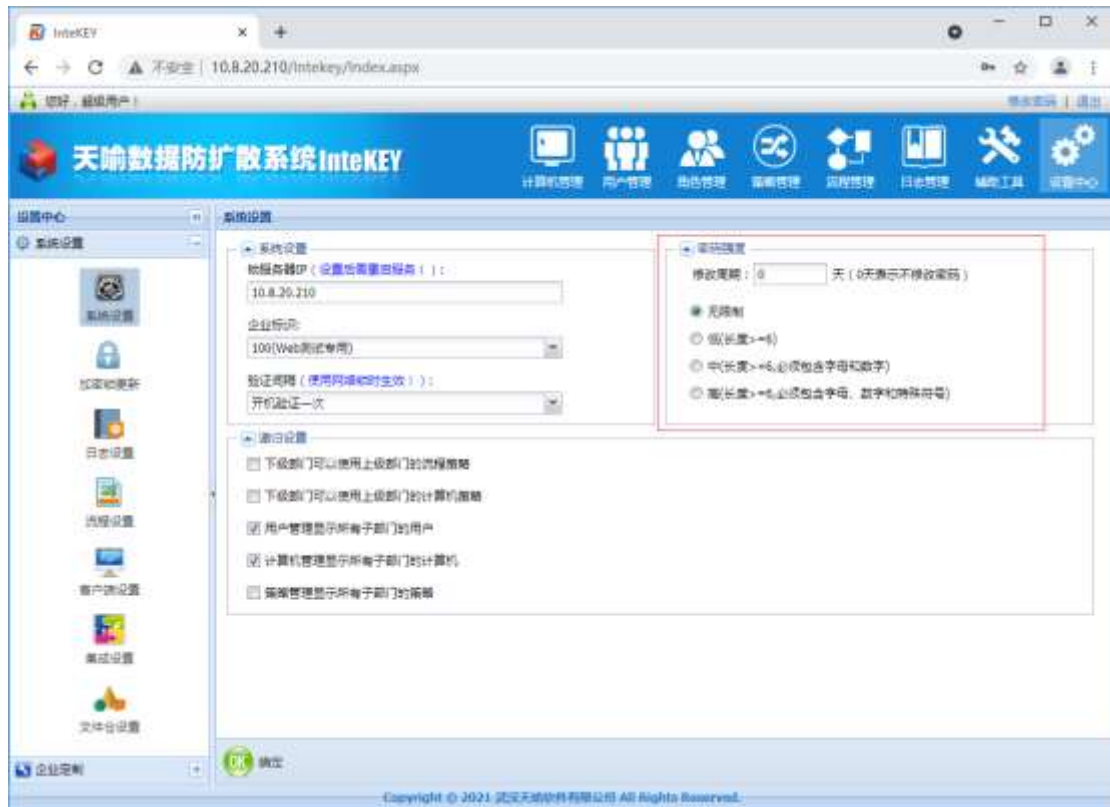 InteKEY
不安全 | 10.8.20.210/Intekey/Index.aspx
您好，超级用户！
修改密码 | 退出
天喻数据防扩散系统InteKEY
计算机管理
用户管理
角色管理
策略管理
流程管理
日志管理
辅助工具
设置中心
设置中心
系统设置
系统设置
系统设置
加密锁更新
日志设置
流程设置
客户端设置
集成设置
文件台设置
企业定制
系统设置
锁服务器IP（设置后需重启服务！）：
10.8.20.210
企业标识:
100(Web测试专用)
验证间隔（使用网络锁时生效！）：
开机验证一次
密码强度
修改周期： 0 天（0天表示不修改密码）
无限制
低(长度>=6)
中(长度>=6,必须包含字母和数字)
高(长度>=6,必须包含字母、数字和特殊符号)
递归设置
下级部门可以使用上级部门的流程策略
下级部门可以使用上级部门的计算机策略
用户管理显示所有子部门的用户
计算机管理显示所有子部门的计算机
策略管理显示所有子部门的策略
OK 确定
Copyright © 2021 武汉天喻软件有限公司 All Rights Reserved.